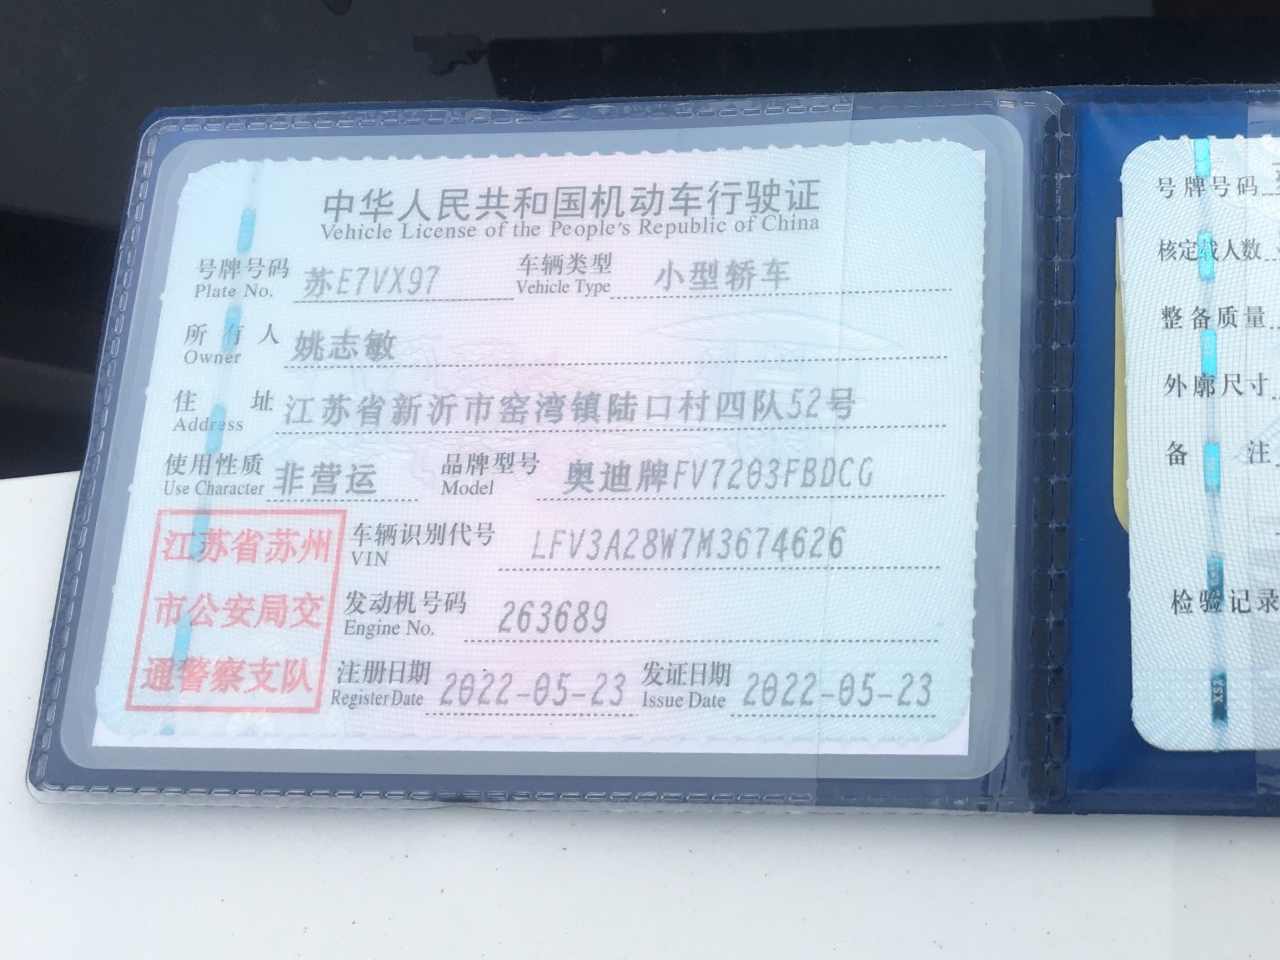 中华人民共和国机动车行驶证
Vehicle License of the People's Republic of China
号牌号码 苏E7VX97 车辆类型 小型轿车
Plate No. Vehicle Type
所有人 姚志敏
Owner
住址 江苏省新沂市窑湾镇陆口村四队52号
Address
使用性质 非营运 品牌型号 奥迪牌FV7203FBDCG
Use Character Model
车辆识别代号 LFV3A28W7M3674626
VIN
发动机号码 263689
Engine No.
注册日期 2022-05-23 发证日期 2022-05-23
Register Date Issue Date
江苏省苏州
市公安局交
通警察支队
号牌号码
核定载人数
整备质量
外廓尺寸
备注
检验记录